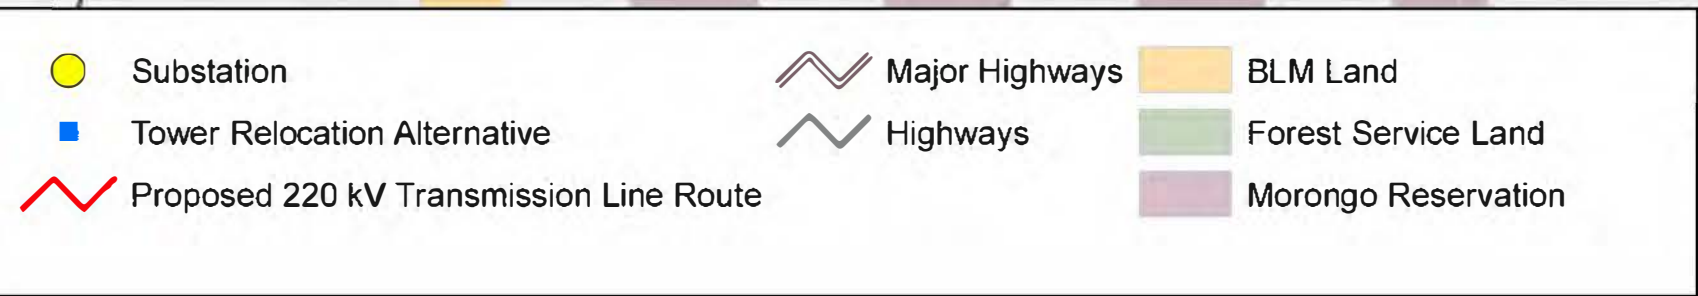 Substation
Tower Relocation Alternative
Proposed 220 kV Transmission Line Route
Major Highways
Highways
BLM Land
Forest Service Land
Morongo Reservation